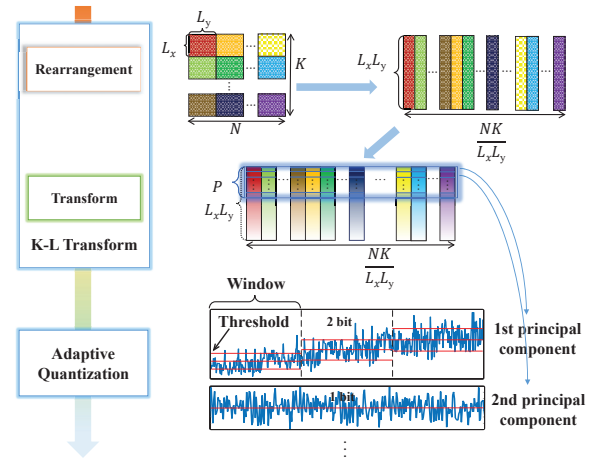 Rearrangement
Transform
K-L Transform
Adaptive
Quantization
L_y
L_x
K
...
...
⋮
...
N
L_xL_y
... ... ...
NK
L_xL_y
P
L_xL_y
... ...
NK
L_xL_y
Window
Threshold
2 bit
1st principal
component
1 bit
2nd principal
component
⋮